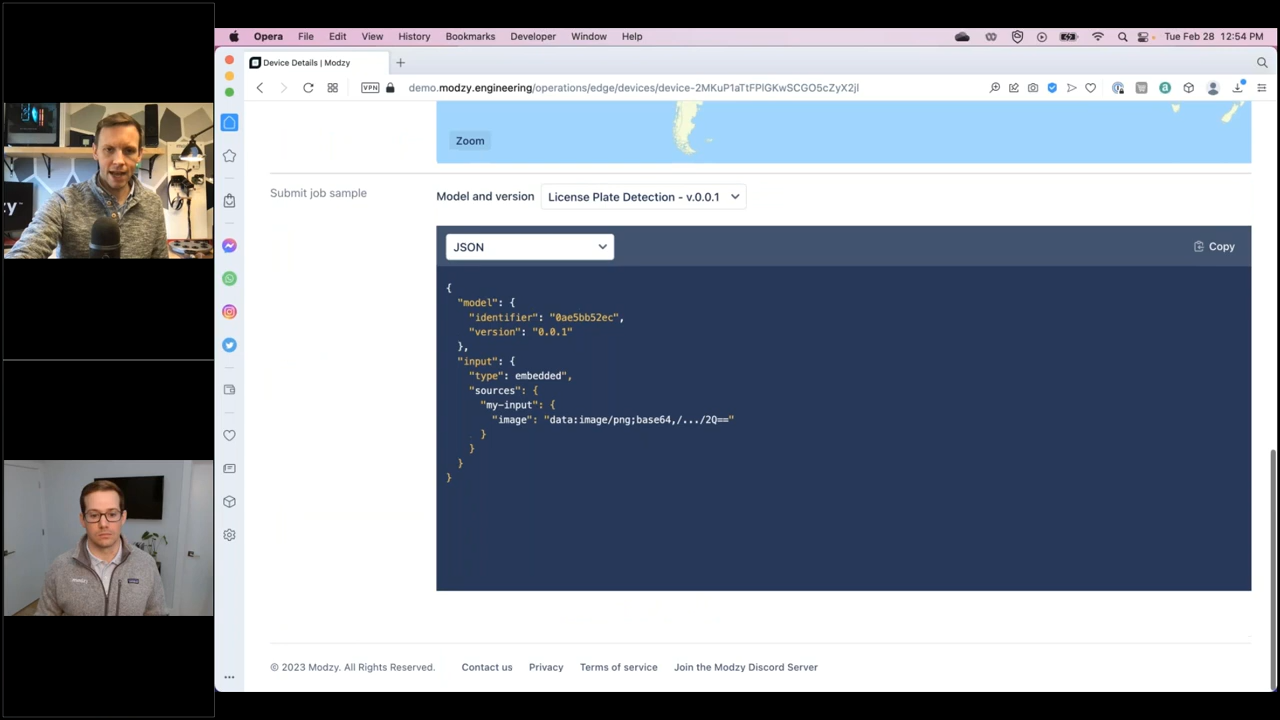 Opera File Edit View History Bookmarks Developer Window Help Tue Feb 28 12:54 PM
Device Details | Modzy
VPN demo.modzy.engineering/operations/edge/devices/device-2MKuP1aTtFPlGKwSCGO5cZyX2jl
Zoom
Submit job sample
Model and version License Plate Detection - v.0.0.1
JSON
Copy
{
"model": {
"identifier": "0ae5bb52ec",
"version": "0.0.1"
},
"input": {
"type": embedded",
"sources": {
"my-input": {
"image": "data:image/png;base64,/.../2Q=="
}
}
}
}
© 2023 Modzy. All Rights Reserved. Contact us Privacy Terms of service Join the Modzy Discord Server